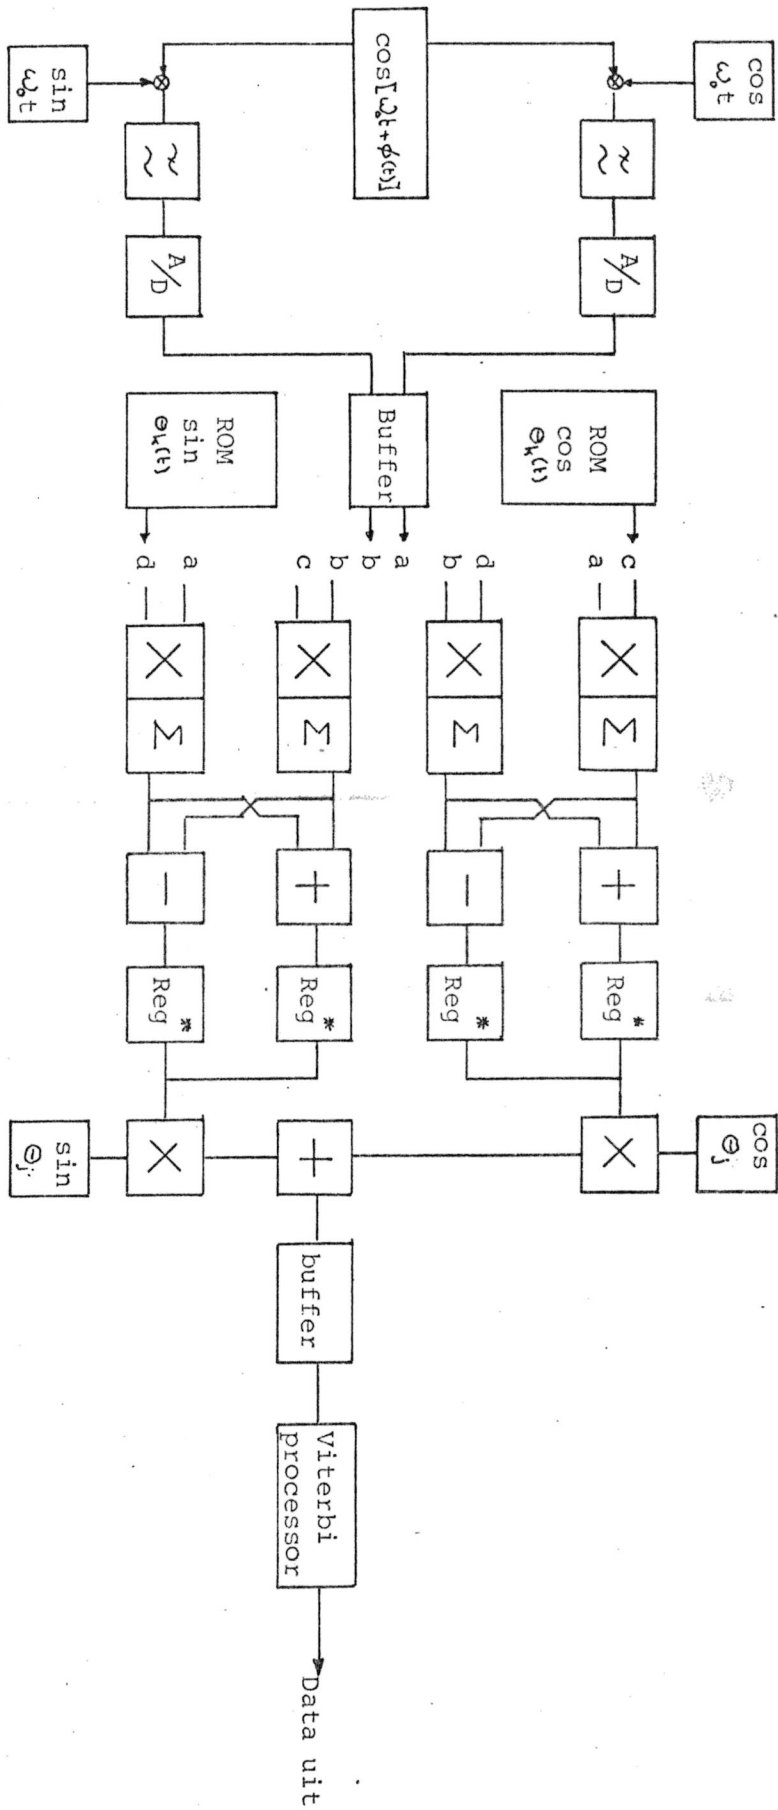 cos
ω₀t
cos[ω₀t+φ(t)]
sin
ω₀t
≈
~
≈
~
A/D
A/D
ROM
cos
Θk(t)
Buffer
ROM
sin
Θk(t)
c
a
d
b
a
b
b
c
a
d
X
Σ
X
Σ
X
Σ
X
Σ
+
−
+
−
Reg*
Reg*
Reg*
Reg*
cos
Θj
X
+
X
sin
Θj
buffer
Viterbi
processor
Data uit